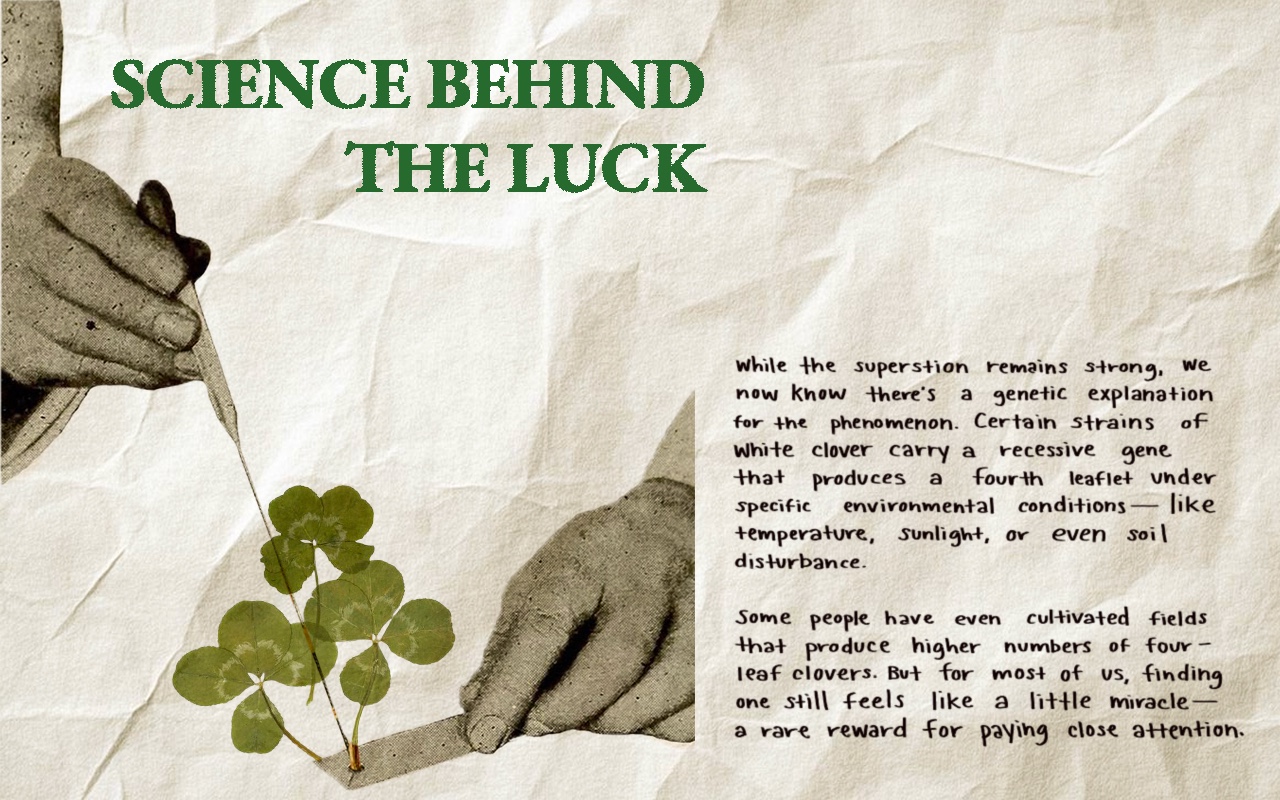 SCIENCE BEHIND
THE LUCK
While the superstion remains strong, we
now know there's a genetic explanation
for the phenomenon. Certain strains of
white clover carry a recessive gene
that produces a fourth leaflet under
specific environmental conditions — like
temperature, sunlight, or even soil
disturbance.
Some people have even cultivated fields
that produce higher numbers of four-
leaf clovers. But for most of us, finding
one still feels like a little miracle —
a rare reward for paying close attention.